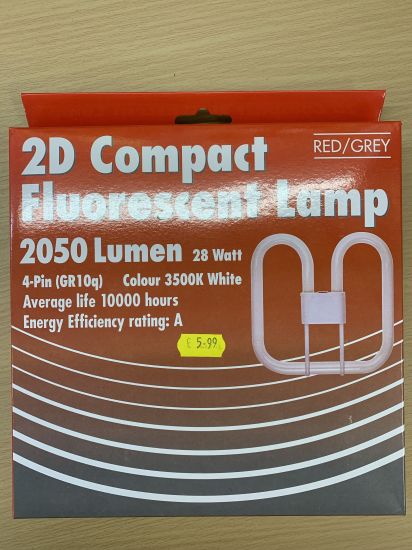 RED/GREY
2D Compact
Fluorescent Lamp
2050 Lumen 28 Watt
4-Pin (GR10q) Colour 3500K White
Average life 10000 hours
Energy Efficiency rating: A
£ 5.99